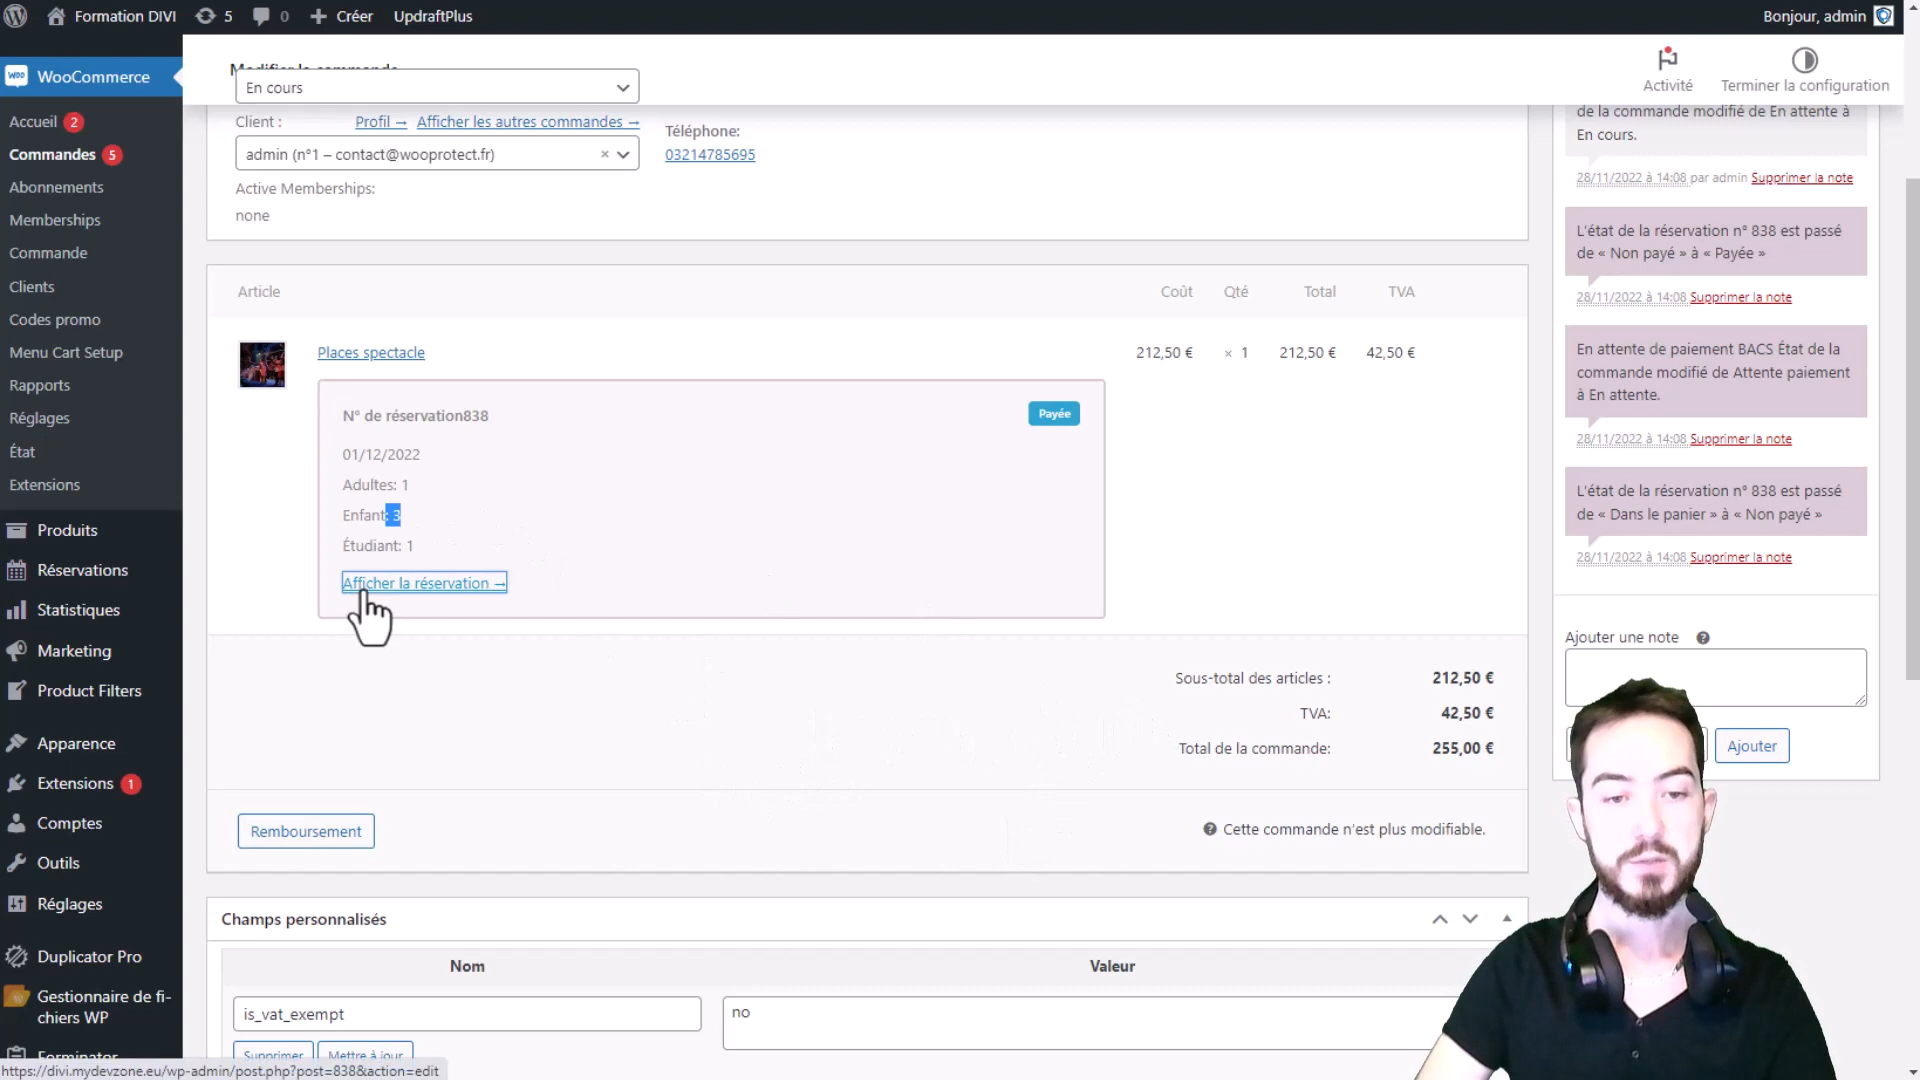 Formation DIVI
5
0
Créer
UpdraftPlus
Bonjour, admin
WooCommerce
Accueil 2
Commandes 5
Abonnements
Memberships
Commande
Clients
Codes promo
Menu Cart Setup
Rapports
Réglages
État
Extensions
Produits
Réservations
Statistiques
Marketing
Product Filters
Apparence
Extensions 1
Comptes
Outils
Réglages
Duplicator Pro
Gestionnaire de fi-
chiers WP
Forminator
Modifier la commande
Activité
Terminer la configuration
En cours
Client :
Profil →
Afficher les autres commandes →
admin (n°1 – contact@wooprotect.fr) ×
Active Memberships:
none
Téléphone:
03214785695
Article
Coût
Qté
Total
TVA
Places spectacle
212,50 €
× 1
212,50 €
42,50 €
N° de réservation838
Payée
01/12/2022
Adultes: 1
Enfant: 3
Étudiant: 1
Afficher la réservation →
Sous-total des articles : 212,50 €
TVA: 42,50 €
Total de la commande: 255,00 €
Remboursement
Cette commande n'est plus modifiable.
Champs personnalisés
Nom
Valeur
is_vat_exempt
no
Supprimer
Mettre à jour
de la commande modifié de En attente à
En cours.
28/11/2022 à 14:08 par admin Supprimer la note
L'état de la réservation n° 838 est passé
de « Non payé » à « Payée »
28/11/2022 à 14:08 Supprimer la note
En attente de paiement BACS État de la
commande modifié de Attente paiement
à En attente.
28/11/2022 à 14:08 Supprimer la note
L'état de la réservation n° 838 est passé
de « Dans le panier » à « Non payé »
28/11/2022 à 14:08 Supprimer la note
Ajouter une note
Ajouter
https://divi.mydevzone.eu/wp-admin/post.php?post=838&action=edit